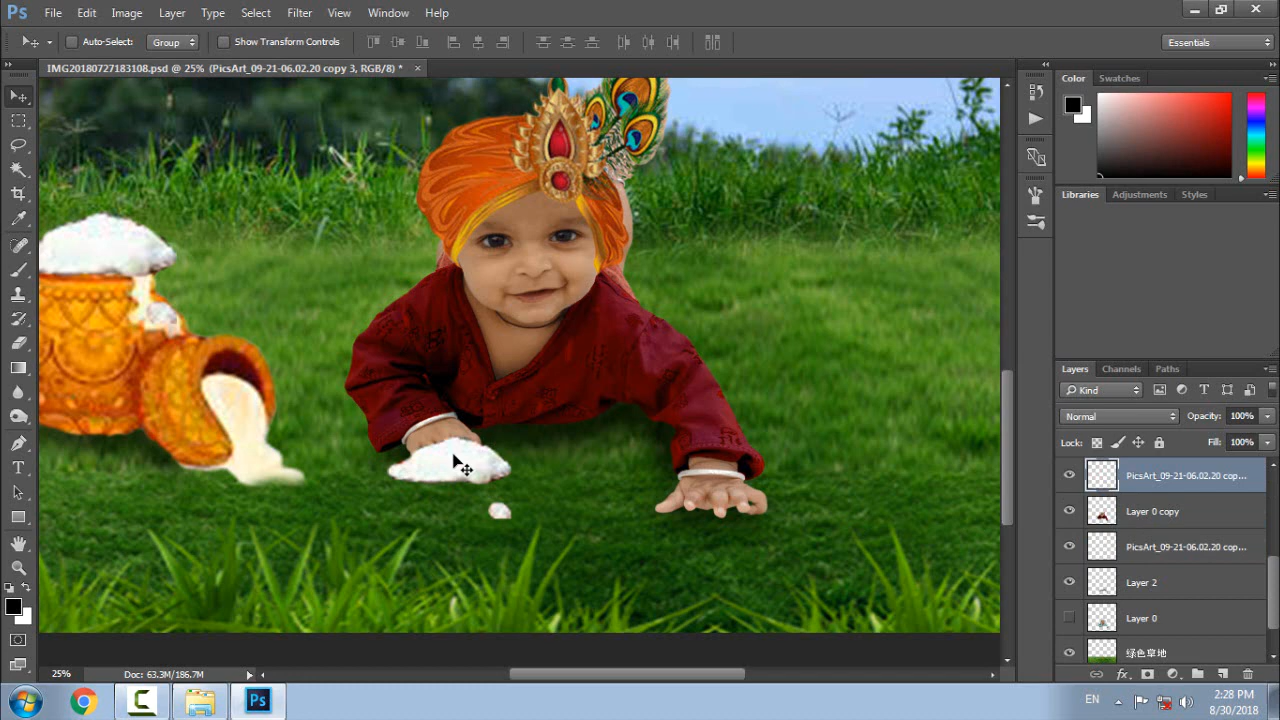 Ps File Edit Image Layer Type Select Filter 3D View Window Help
Auto-Select: Group Show Transform Controls Essentials
IMG20180727183108.psd @ 25% (PicsArt_09-21-06.02.20 copy 3, RGB/8) * ×
Color Swatches
Libraries Adjustments Styles
Layers Channels Paths
Kind
Normal Opacity: 100%
Lock: Fill: 100%
PicsArt_09-21-06.02.20 cop...
Layer 0 copy
PicsArt_09-21-06.02.20 cop...
Layer 2
Layer 0
绿色草地
25% Doc: 63.3M/186.7M
Ps
EN 2:28 PM
8/30/2018